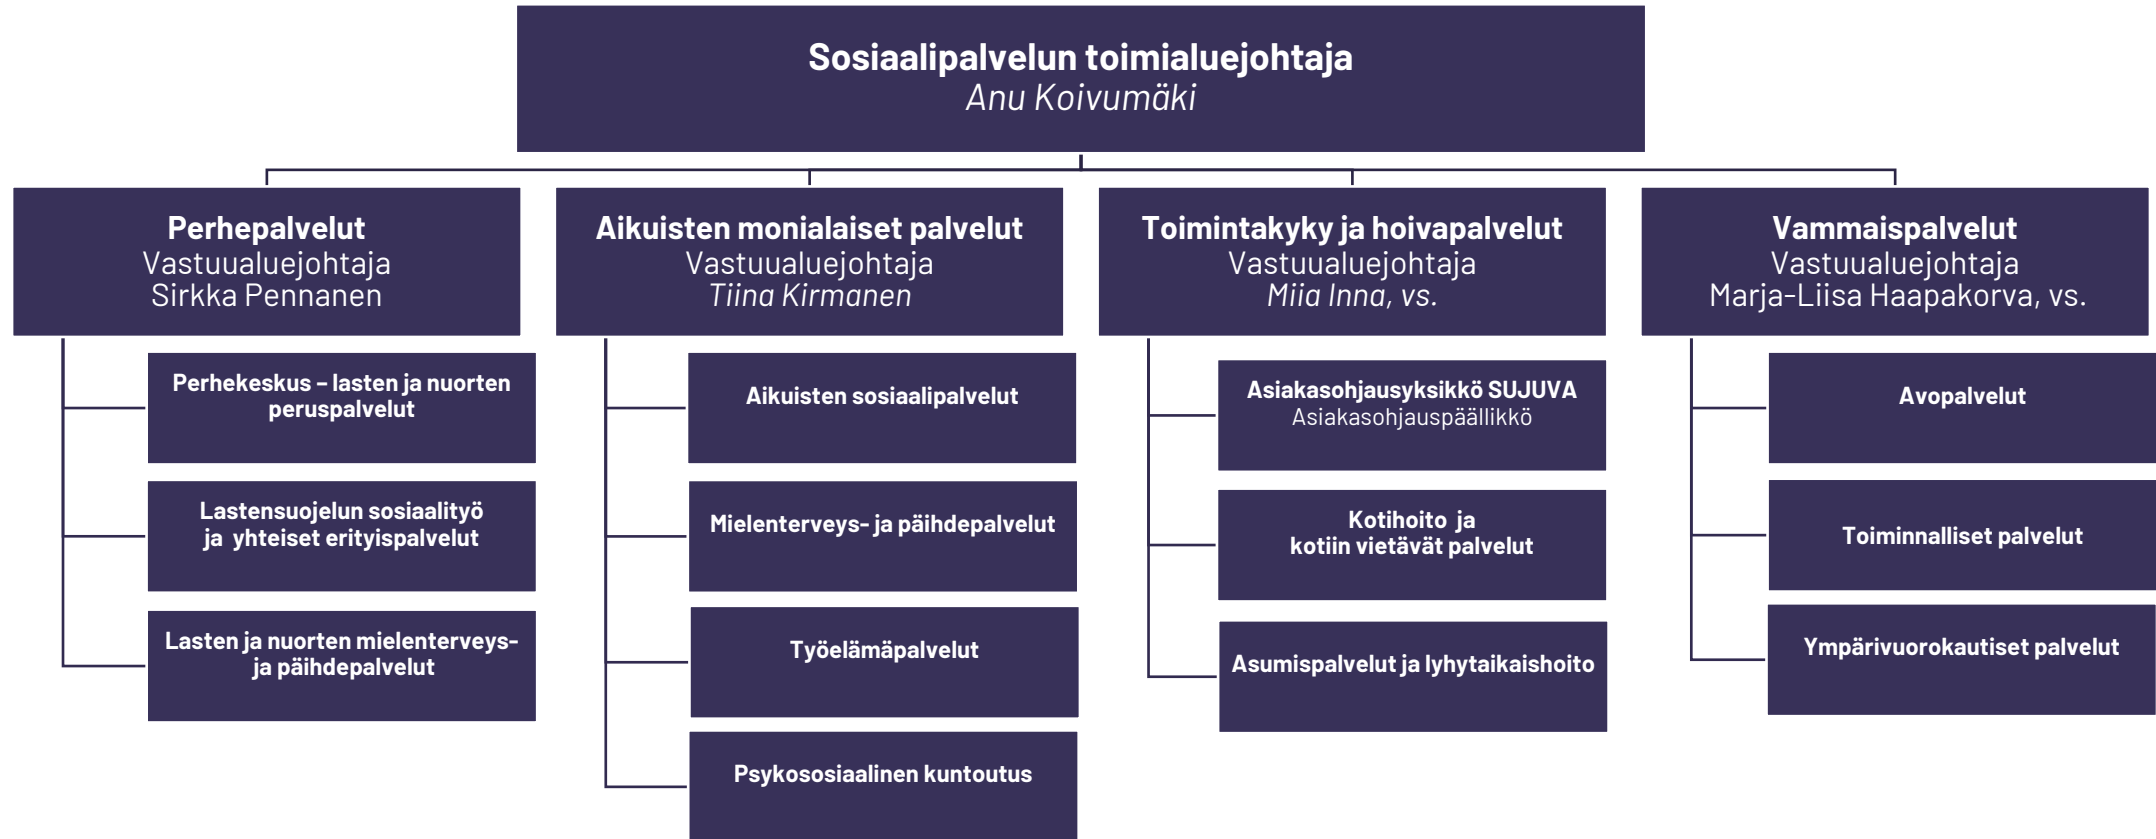 Sosiaalipalvelun toimialuejohtaja
Anu Koivumäki
Perhepalvelut
Vastuualuejohtaja
Sirkka Pennanen
Perhekeskus – lasten ja nuorten
peruspalvelut
Lastensuojelun sosiaalityö
ja yhteiset erityispalvelut
Lasten ja nuorten mielenterveys-
ja päihdepalvelut
Aikuisten monialaiset palvelut
Vastuualuejohtaja
Tiina Kirmanen
Aikuisten sosiaalipalvelut
Mielenterveys- ja päihdepalvelut
Työelämäpalvelut
Psykososiaalinen kuntoutus
Toimintakyky ja hoivapalvelut
Vastuualuejohtaja
Miia Inna, vs.
Asiakasohjausyksikkö SUJUVA
Asiakasohjauspäällikkö
Kotihoito ja
kotiin vietävät palvelut
Asumispalvelut ja lyhytaikaishoito
Vammaispalvelut
Vastuualuejohtaja
Marja-Liisa Haapakorva, vs.
Avopalvelut
Toiminnalliset palvelut
Ympärivuorokautiset palvelut